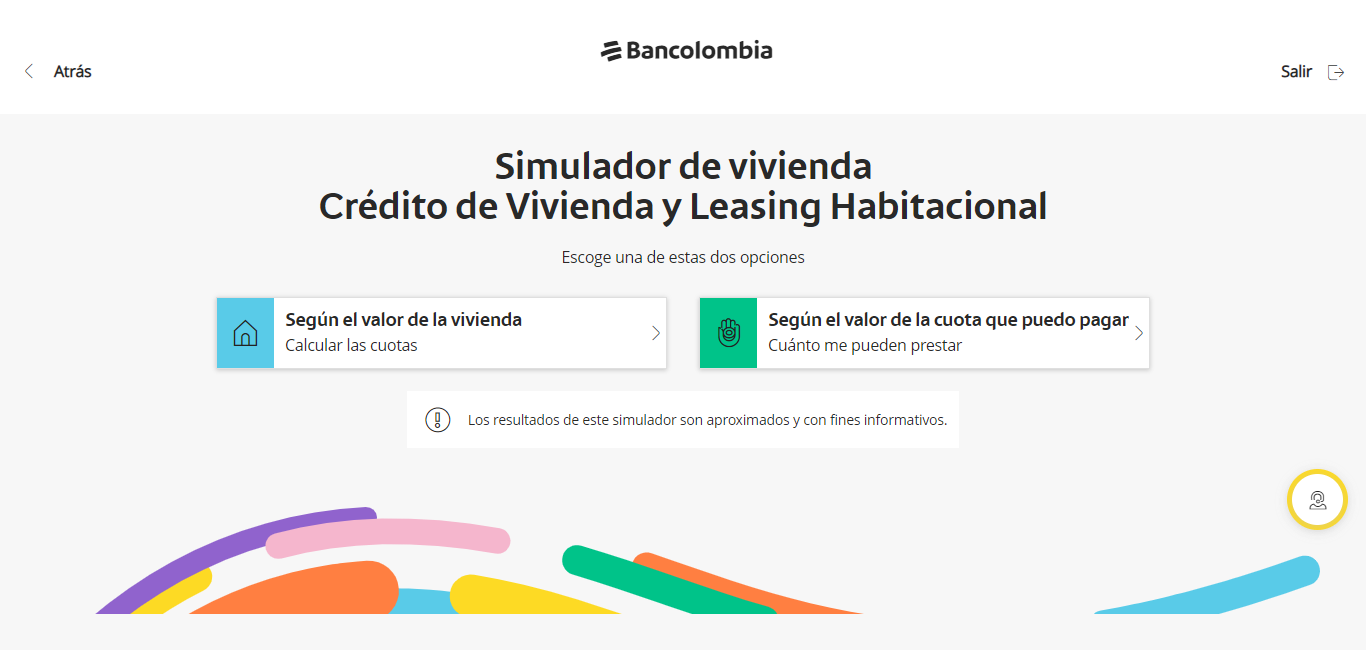 Bancolombia
Atrás
Salir
Simulador de vivienda
Crédito de Vivienda y Leasing Habitacional
Escoge una de estas dos opciones
Según el valor de la vivienda
Calcular las cuotas
Según el valor de la cuota que puedo pagar
Cuánto me pueden prestar
Los resultados de este simulador son aproximados y con fines informativos.